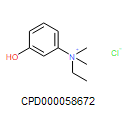 HO
N
+
Cl
-
CPD000058672